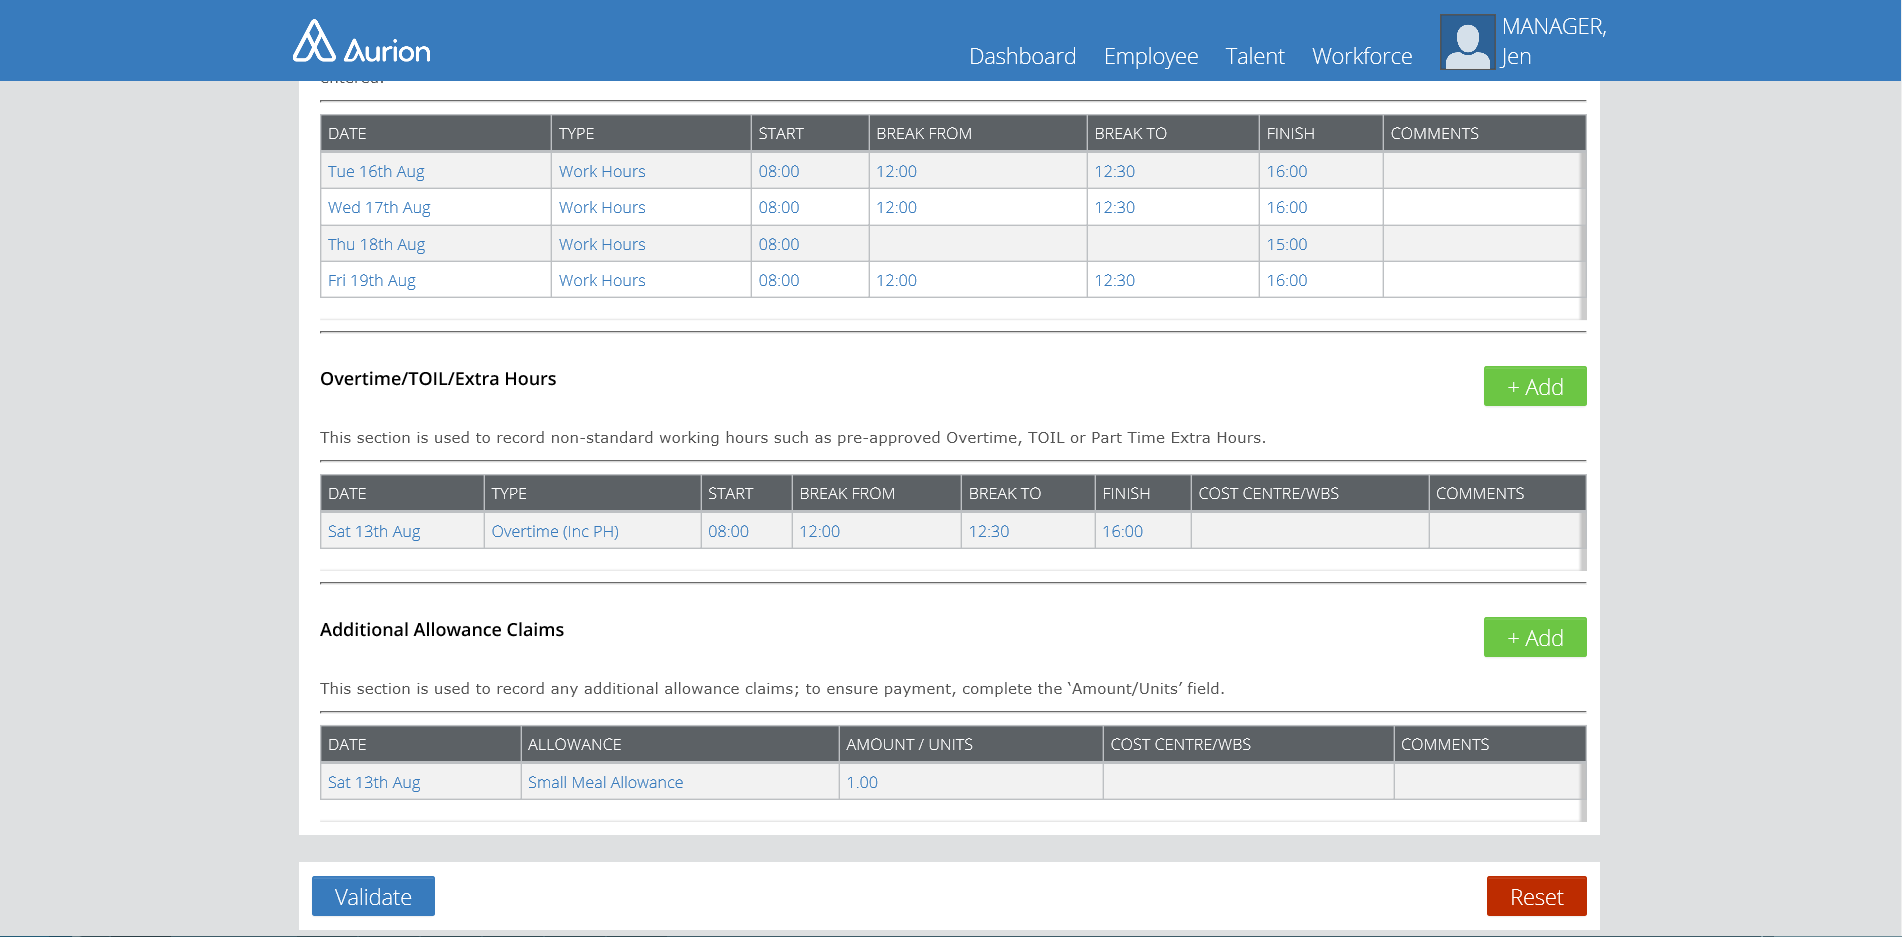 Aurion
Dashboard Employee Talent Workforce MANAGER,
Jen
entered.
DATE TYPE START BREAK FROM BREAK TO FINISH COMMENTS
Tue 16th Aug Work Hours 08:00 12:00 12:30 16:00
Wed 17th Aug Work Hours 08:00 12:00 12:30 16:00
Thu 18th Aug Work Hours 08:00 15:00
Fri 19th Aug Work Hours 08:00 12:00 12:30 16:00
Overtime/TOIL/Extra Hours
+ Add
This section is used to record non-standard working hours such as pre-approved Overtime, TOIL or Part Time Extra Hours.
DATE TYPE START BREAK FROM BREAK TO FINISH COST CENTRE/WBS COMMENTS
Sat 13th Aug Overtime (Inc PH) 08:00 12:00 12:30 16:00
Additional Allowance Claims
+ Add
This section is used to record any additional allowance claims; to ensure payment, complete the ‘Amount/Units’ field.
DATE ALLOWANCE AMOUNT / UNITS COST CENTRE/WBS COMMENTS
Sat 13th Aug Small Meal Allowance 1.00
Validate Reset